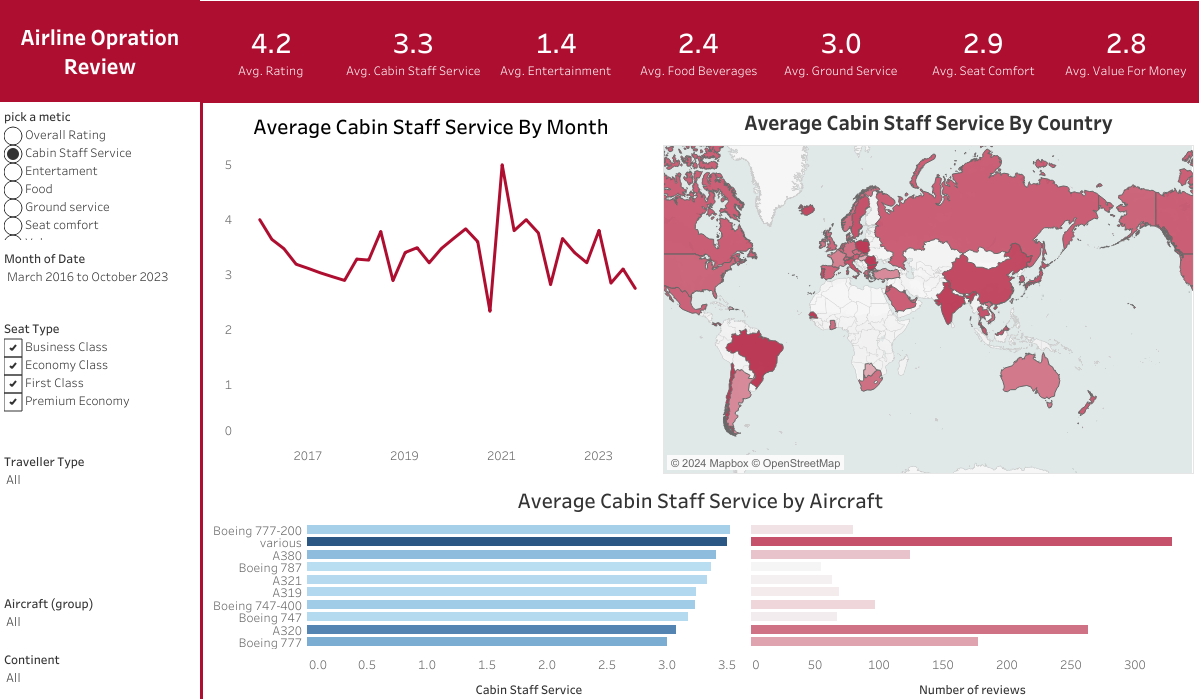 Airline Opration
Review
4.2
Avg. Rating
3.3
Avg. Cabin Staff Service
1.4
Avg. Entertainment
2.4
Avg. Food Beverages
3.0
Avg. Ground Service
2.9
Avg. Seat Comfort
2.8
Avg. Value For Money
pick a metic
Overall Rating
Cabin Staff Service
Entertament
Food
Ground service
Seat comfort
Month of Date
March 2016 to October 2023
Seat Type
Business Class
Economy Class
First Class
Premium Economy
Traveller Type
All
Aircraft (group)
All
Continent
All
Average Cabin Staff Service By Month
5
4
3
2
1
0
2017
2019
2021
2023
Average Cabin Staff Service By Country
© 2024 Mapbox © OpenStreetMap
Average Cabin Staff Service by Aircraft
Boeing 777-200
various
A380
Boeing 787
A321
A319
Boeing 747-400
Boeing 747
A320
Boeing 777
0.0 0.5 1.0 1.5 2.0 2.5 3.0 3.5
Cabin Staff Service
0 50 100 150 200 250 300
Number of reviews